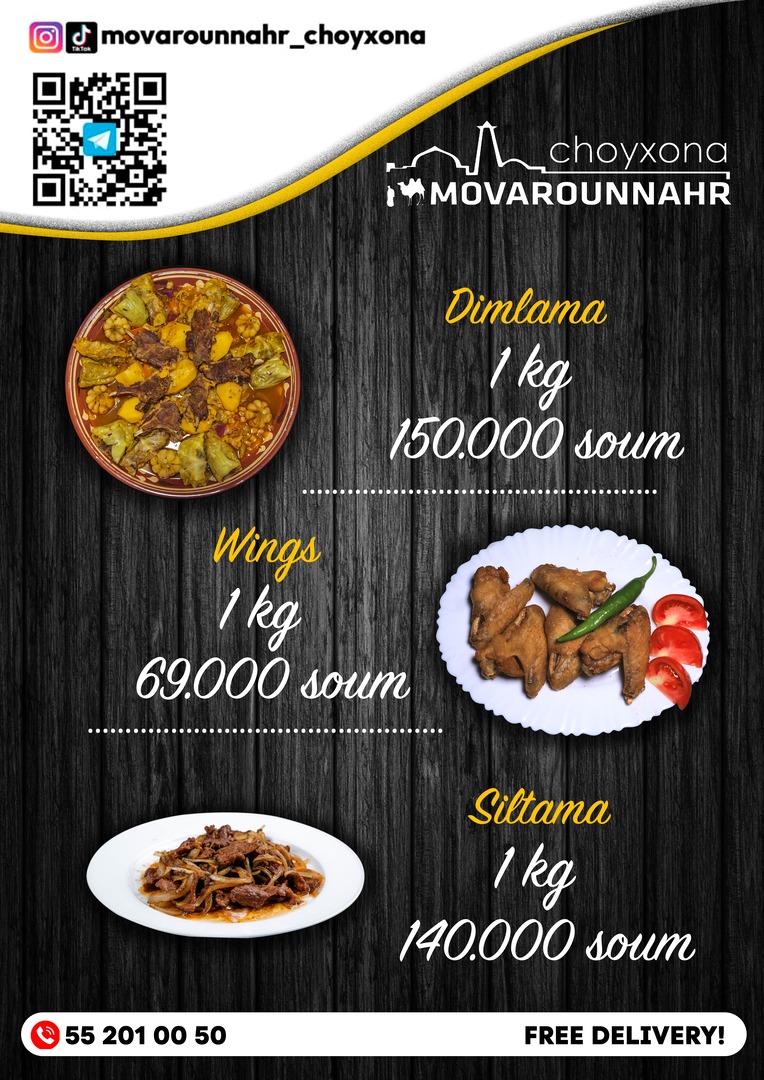 movarounnahr_choyxona
TikTok
choyxona
MOVAROUNNAHR
Dimlama
1 kg
150.000 soum
Wings
1 kg
69.000 soum
Siltama
1 kg
140.000 soum
55 201 00 50
FREE DELIVERY!